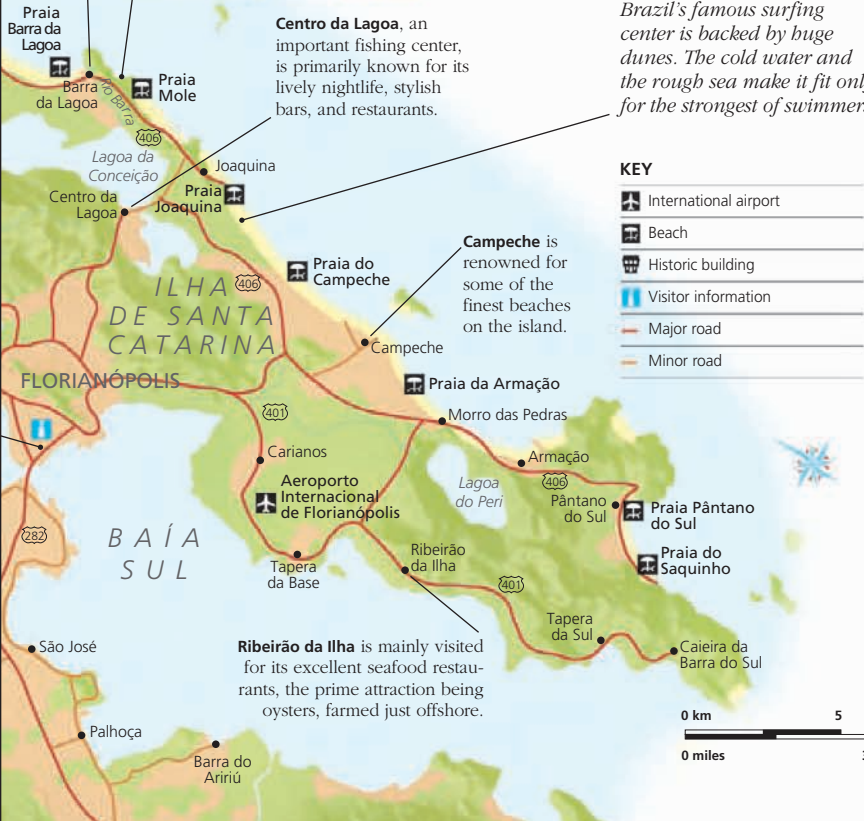 Praia
Barra da
Lagoa
Barra
da Lagoa
Rio Barra
Praia
Mole
406
Lagoa da
Conceição
Centro da Lagoa, an
important fishing center,
is primarily known for its
lively nightlife, stylish
bars, and restaurants.
Brazil's famous surfing
center is backed by huge
dunes. The cold water and
the rough sea make it fit only
for the strongest of swimmers
Joaquina
Praia
Joaquina
Centro da
Lagoa
KEY
International airport
Beach
Historic building
Visitor information
Major road
Minor road
Campeche is
renowned for
some of the
finest beaches
on the island.
Praia do
Campeche
406
ILHA
DE SANTA
CATARINA
Campeche
FLORIANÓPOLIS
Praia da Armação
401
Morro das Pedras
Carianos
Armação
406
Aeroporto
Internacional
de Florianópolis
Lagoa
do Peri
Pântano
do Sul
Praia Pântano
do Sul
282
BAÍA
SUL
Praia do
Saquinho
Tapera
da Base
Ribeirão
da Ilha
401
Tapera
da Sul
Caieira da
Barra do Sul
São José
Ribeirão da Ilha is mainly visited
for its excellent seafood restau-
rants, the prime attraction being
oysters, farmed just offshore.
Palhoça
Barra do
Aririú
0 km 5
0 miles